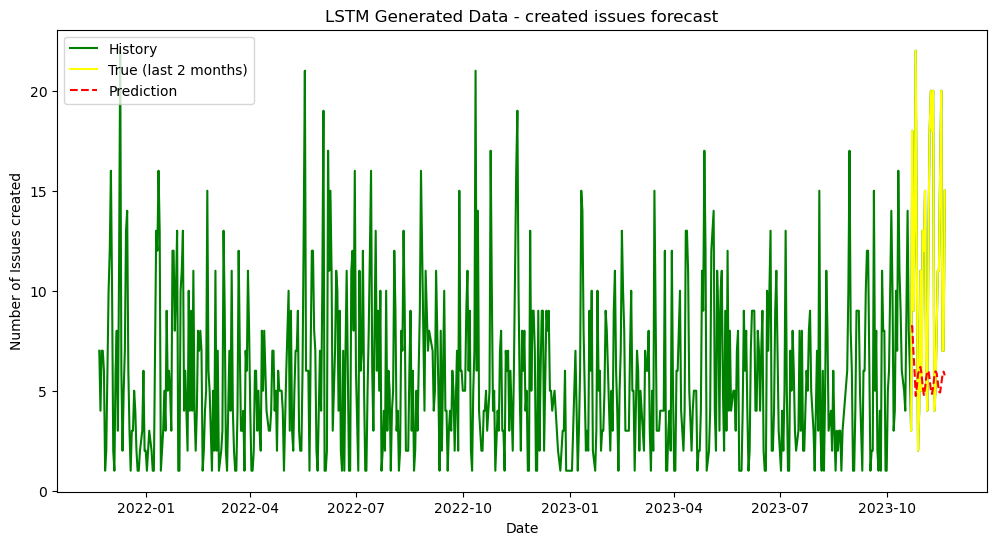 LSTM Generated Data - created issues forecast
History
True (last 2 months)
Prediction
Number of Issues created
20
15
10
5
0
2022-01
2022-04
2022-07
2022-10
2023-01
2023-04
2023-07
2023-10
Date